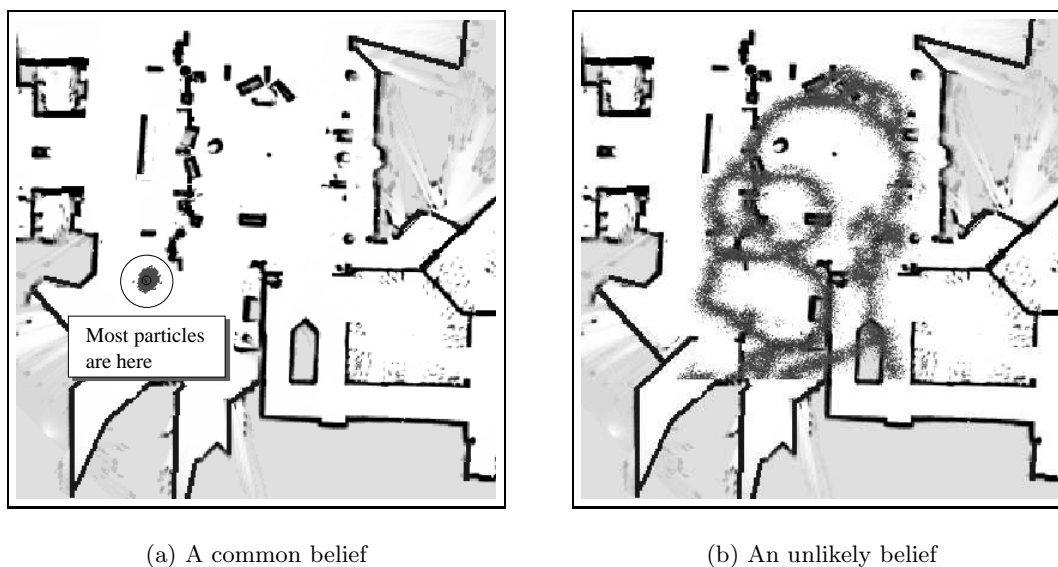 Most particles
are here
(a) A common belief
(b) An unlikely belief